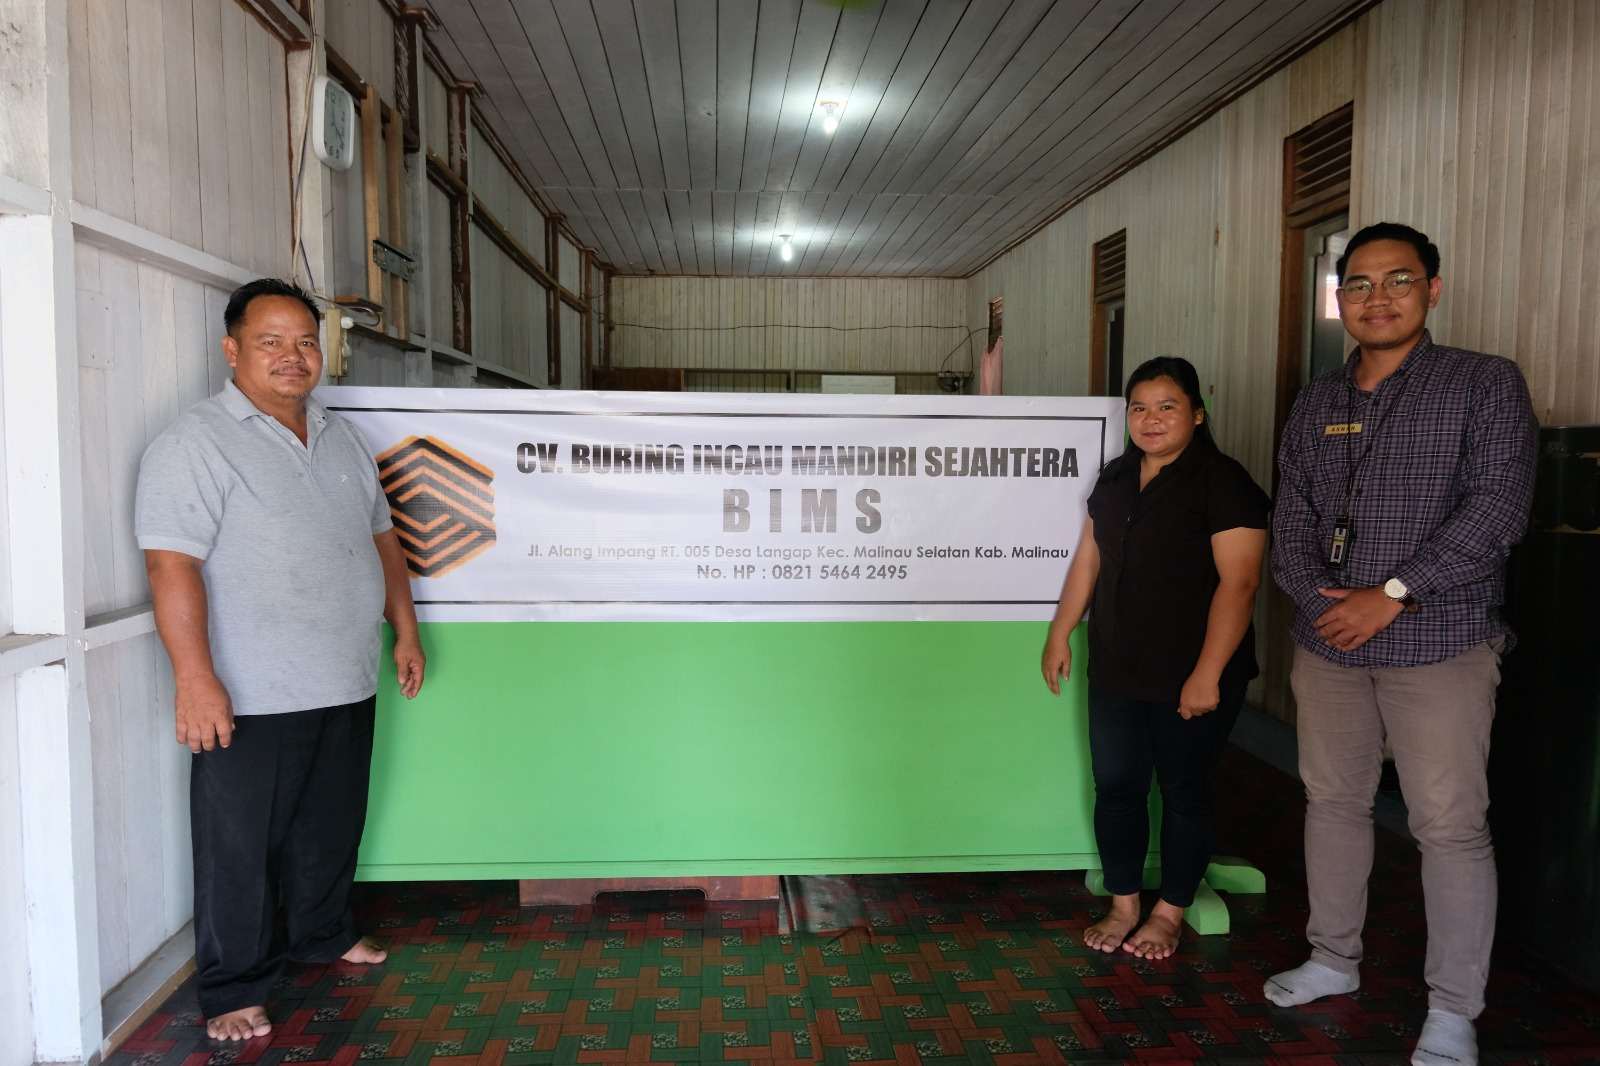 CV. BURING INCAU MANDIRI SEJAHTERA
BIMS
Jl. Alang Impang RT. 005 Desa Langap Kec. Malinau Selatan Kab. Malinau
No. HP : 0821 5464 2495